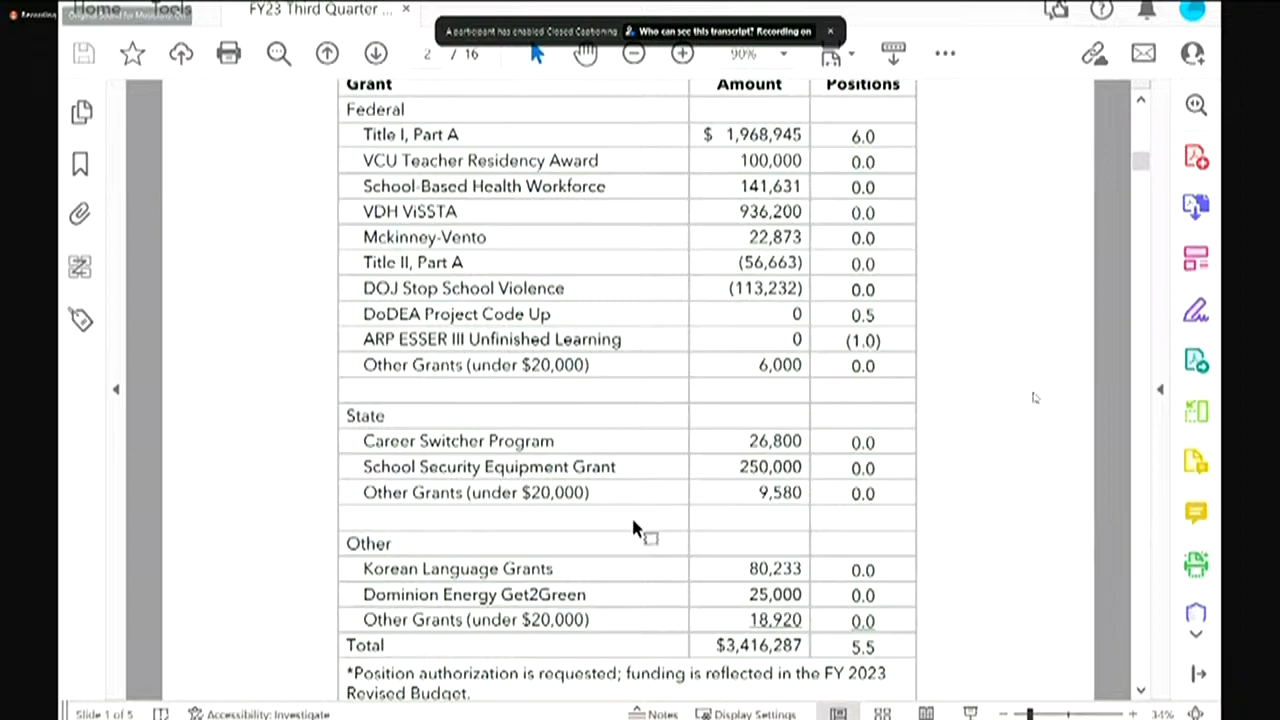 Recording
Home Tools FY23 Third Quarter ... ×
A participant has enabled Closed Captioning Who can see this transcript? Recording on ×
2 / 16 90%
Grant Amount Positions
Federal
Title I, Part A $ 1,968,945 6.0
VCU Teacher Residency Award 100,000 0.0
School-Based Health Workforce 141,631 0.0
VDH ViSSTA 936,200 0.0
Mckinney-Vento 22,873 0.0
Title II, Part A (56,663) 0.0
DOJ Stop School Violence (113,232) 0.0
DoDEA Project Code Up 0 0.5
ARP ESSER III Unfinished Learning 0 (1.0)
Other Grants (under $20,000) 6,000 0.0
State
Career Switcher Program 26,800 0.0
School Security Equipment Grant 250,000 0.0
Other Grants (under $20,000) 9,580 0.0
Other
Korean Language Grants 80,233 0.0
Dominion Energy Get2Green 25,000 0.0
Other Grants (under $20,000) 18,920 0.0
Total $3,416,287 5.5
*Position authorization is requested; funding is reflected in the FY 2023
Revised Budget.
Slide 1 of 5 Accessibility: Investigate Notes Display Settings 34%